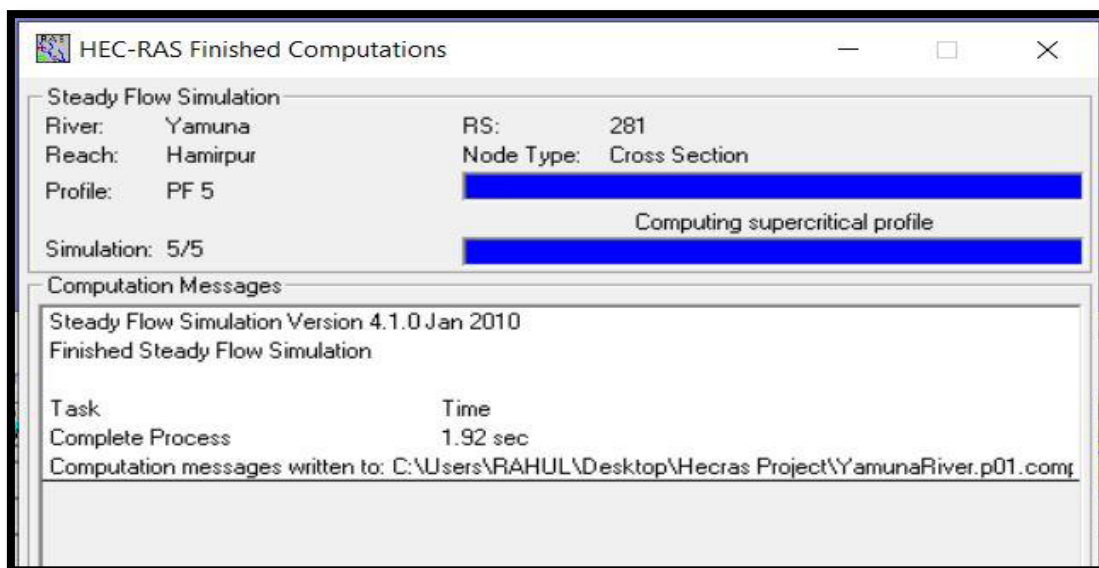 HEC-RAS Finished Computations
Steady Flow Simulation
River: Yamuna RS: 281
Reach: Hamirpur Node Type: Cross Section
Profile: PF 5
Computing supercritical profile
Simulation: 5/5
Computation Messages
Steady Flow Simulation Version 4.1.0 Jan 2010
Finished Steady Flow Simulation
Task Time
Complete Process 1.92 sec
Computation messages written to: C:\Users\RAHUL\Desktop\Hecras Project\YamunaRiver.p01.comp